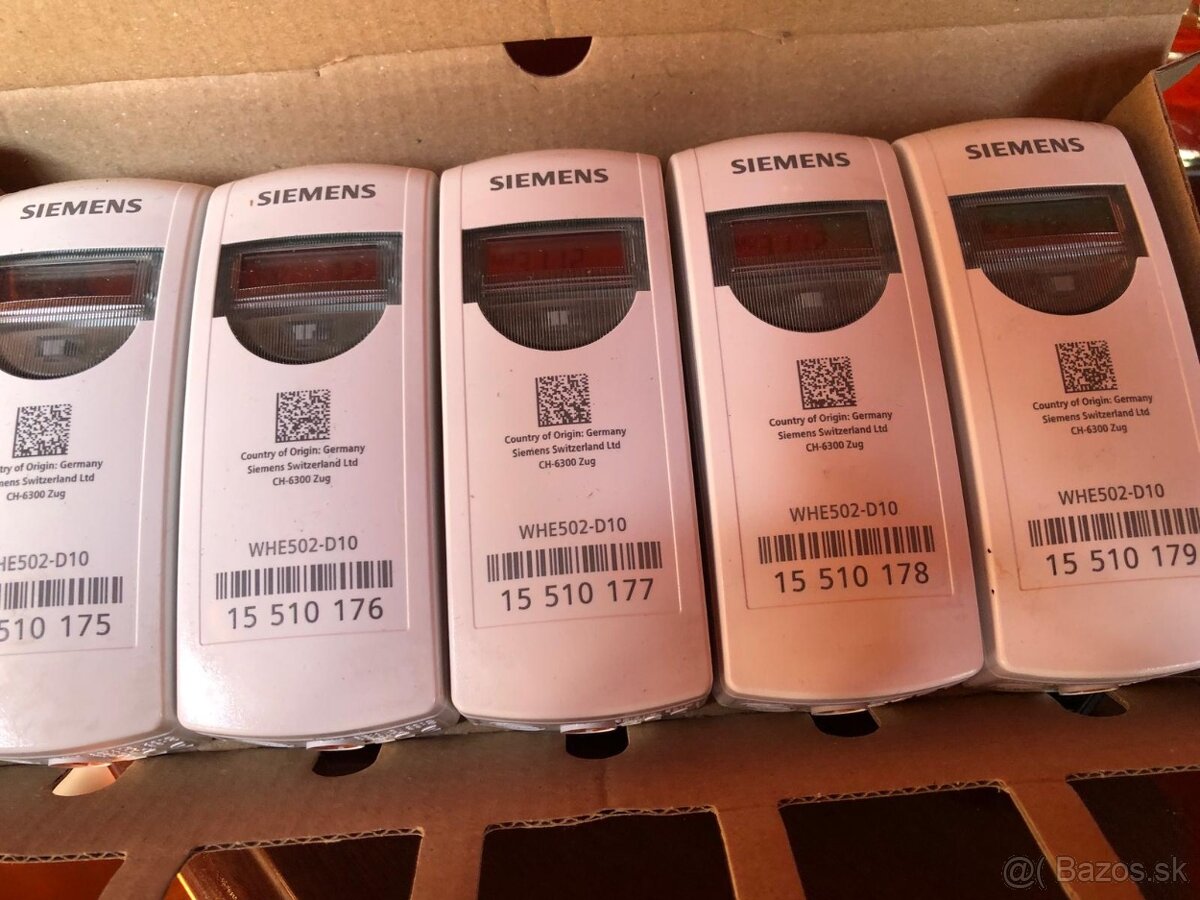 SIEMENS
Country of Origin: Germany
Siemens Switzerland Ltd
CH-6300 Zug
510 175
SIEMENS
Country of Origin: Germany
Siemens Switzerland Ltd
CH-6300 Zug
WHE502-D10
15 510 176
SIEMENS
Country of Origin: Germany
Siemens Switzerland Ltd
CH-6300 Zug
WHE502-D10
15 510 177
SIEMENS
Country of Origin: Germany
Siemens Switzerland Ltd
CH-6300 Zug
WHE502-D10
15 510 178
SIEMENS
Country of Origin: Germany
Siemens Switzerland Ltd
CH-6300 Zug
WHE502-D10
15 510 179
@( Bazos.sk